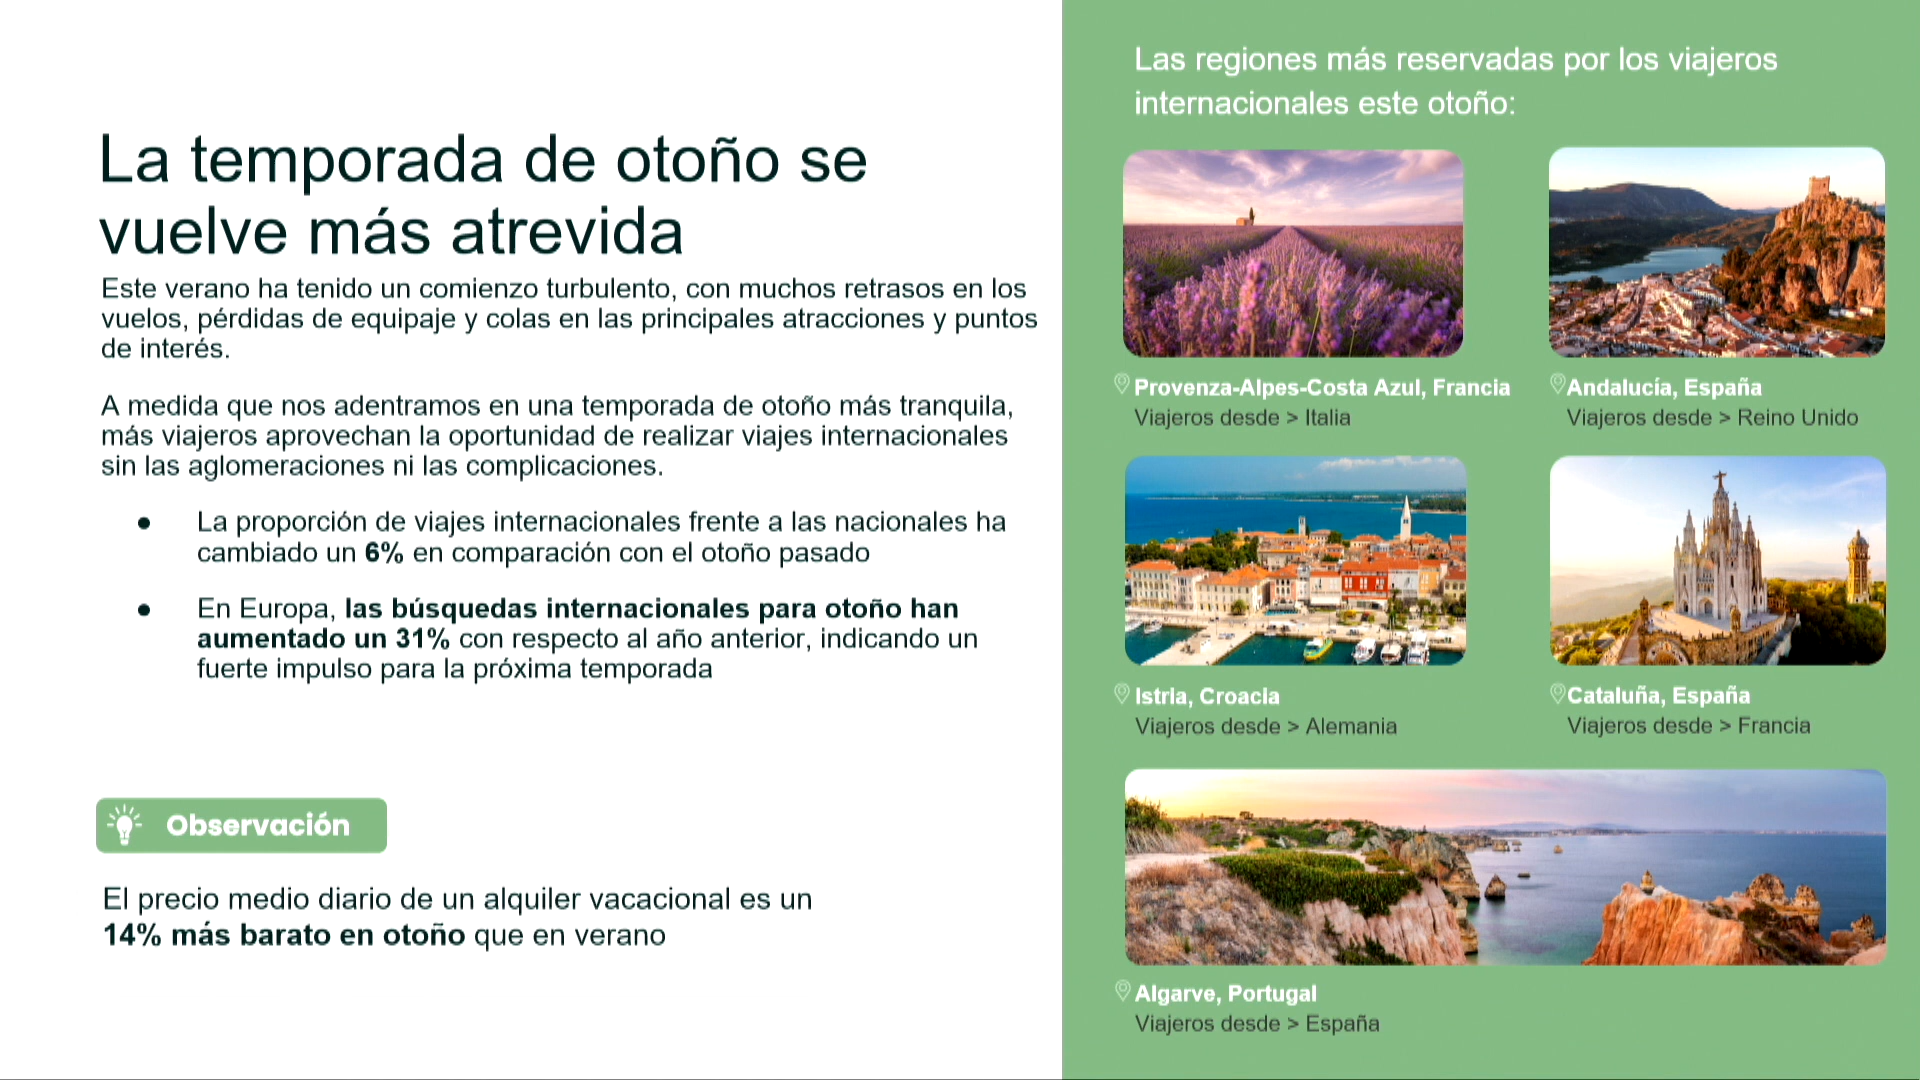 La temporada de otoño se
vuelve más atrevida
Este verano ha tenido un comienzo turbulento, con muchos retrasos en los
vuelos, pérdidas de equipaje y colas en las principales atracciones y puntos
de interés.
A medida que nos adentramos en una temporada de otoño más tranquila,
más viajeros aprovechan la oportunidad de realizar viajes internacionales
sin las aglomeraciones ni las complicaciones.
● La proporción de viajes internacionales frente a las nacionales ha
cambiado un 6% en comparación con el otoño pasado
● En Europa, las búsquedas internacionales para otoño han
aumentado un 31% con respecto al año anterior, indicando un
fuerte impulso para la próxima temporada
Observación
El precio medio diario de un alquiler vacacional es un
14% más barato en otoño que en verano
Las regiones más reservadas por los viajeros
internacionales este otoño:
Provenza-Alpes-Costa Azul, Francia
Viajeros desde > Italia
Andalucía, España
Viajeros desde > Reino Unido
Istria, Croacia
Viajeros desde > Alemania
Cataluña, España
Viajeros desde > Francia
Algarve, Portugal
Viajeros desde > España